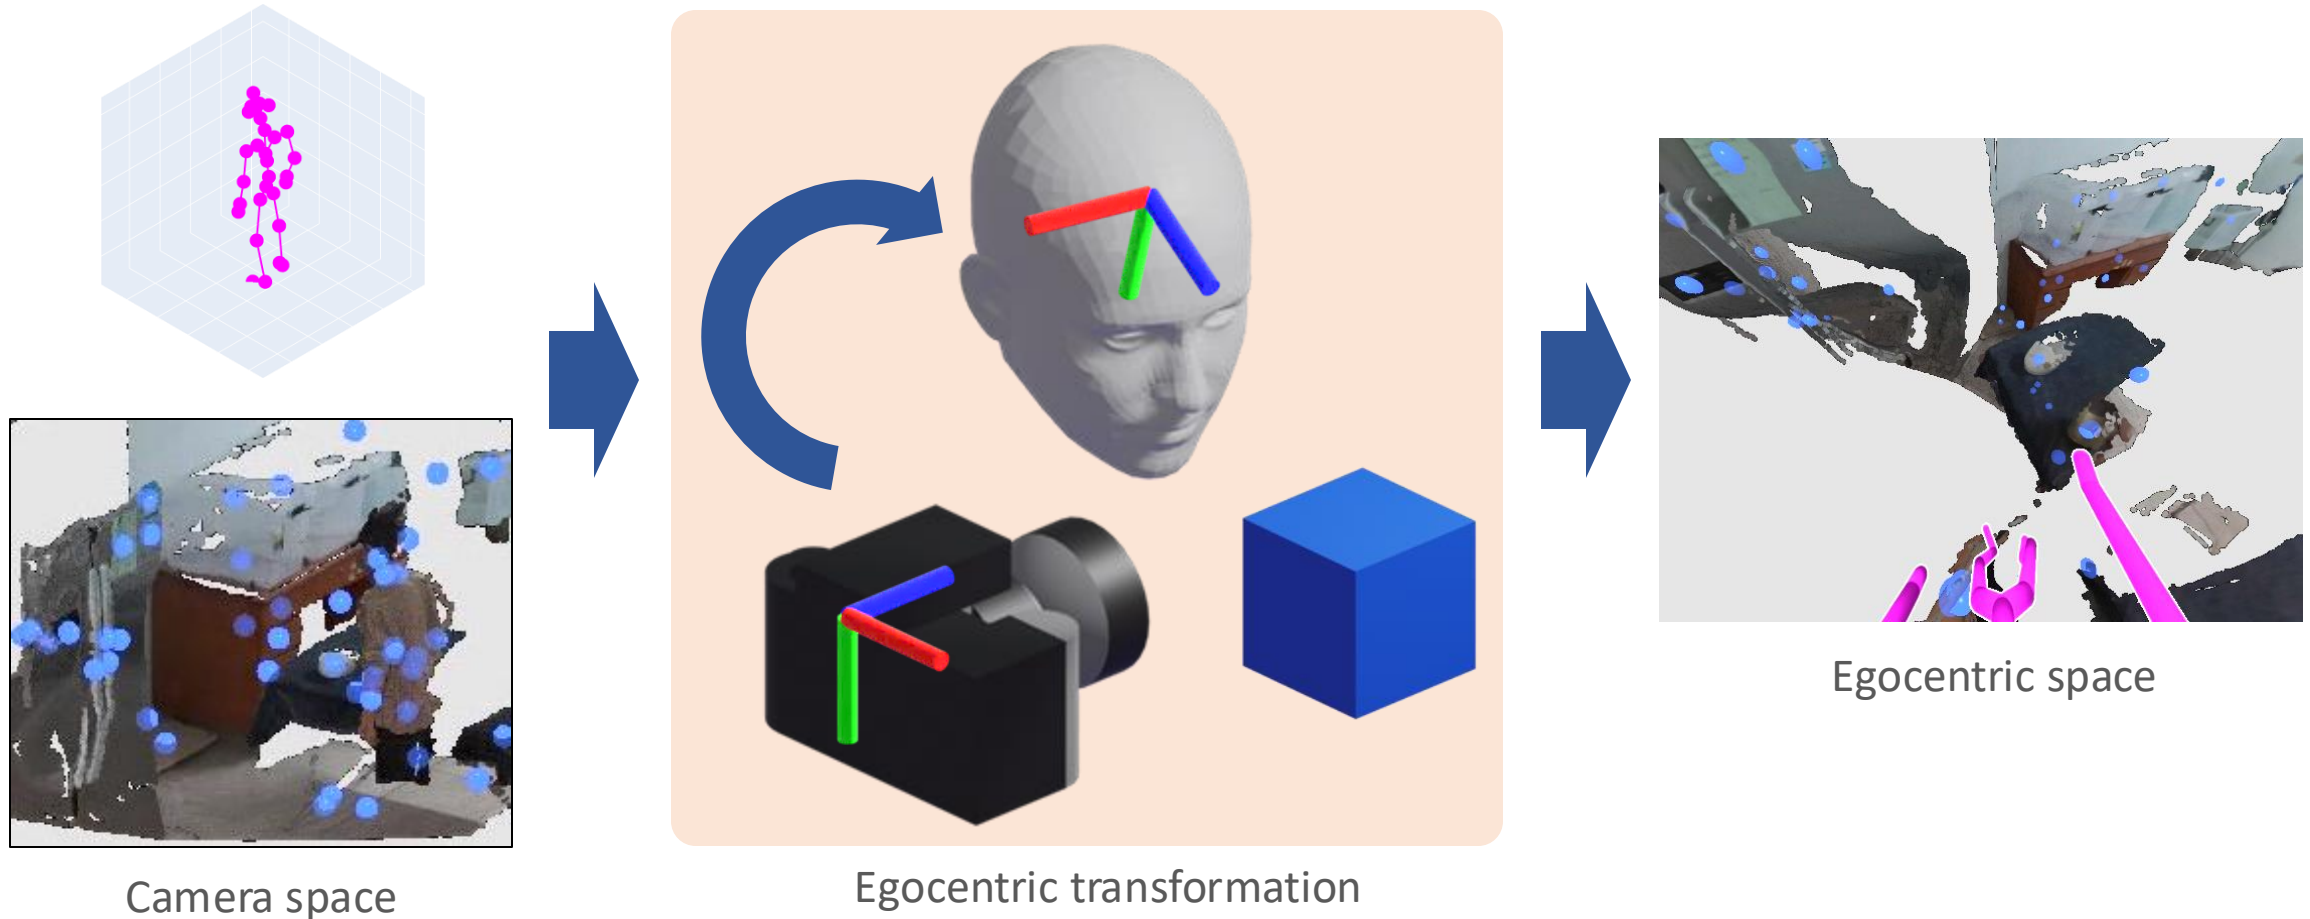 Camera space
Egocentric transformation
Egocentric space